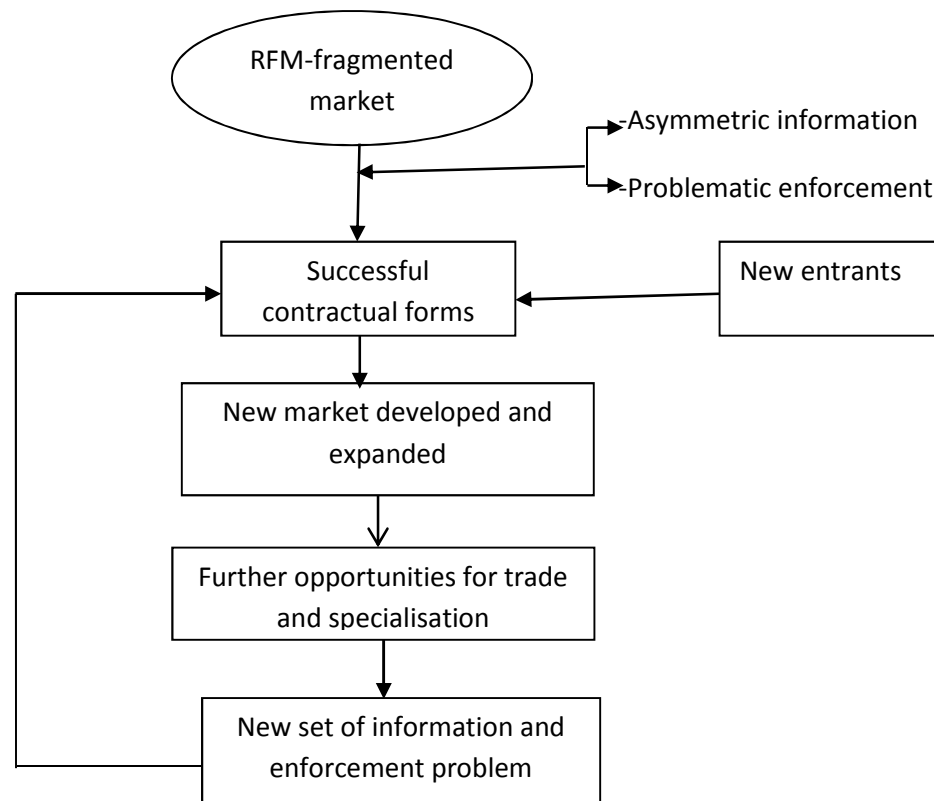 RFM-fragmented
market
-Asymmetric information
-Problematic enforcement
Successful
contractual forms
New entrants
New market developed and
expanded
Further opportunities for trade
and specialisation
New set of information and
enforcement problem